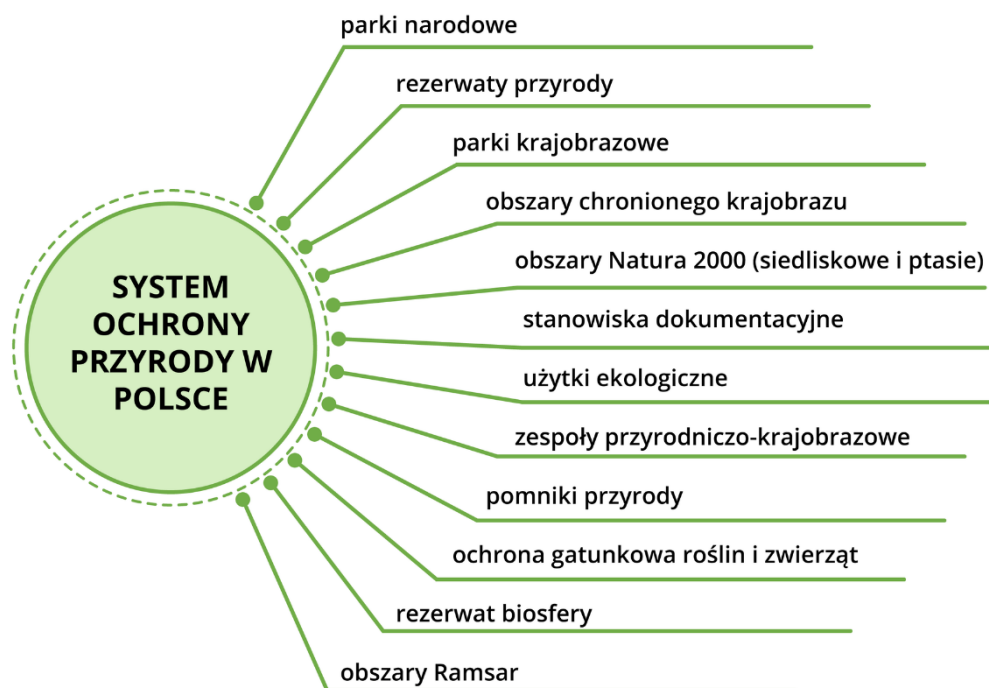 parki narodowe
rezerwaty przyrody
parki krajobrazowe
obszary chronionego krajobrazu
obszary Natura 2000 (siedliskowe i ptasie)
SYSTEM
OCHRONY
PRZYRODY W
POLSCE
stanowiska dokumentacyjne
użytki ekologiczne
zespoły przyrodniczo-krajobrazowe
pomniki przyrody
ochrona gatunkowa roślin i zwierząt
rezerwat biosfery
obszary Ramsar